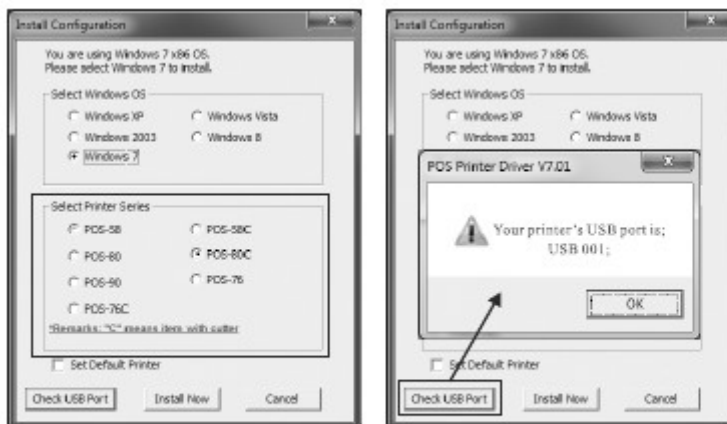 Install Configuration
x
You are using Windows 7 x86 OS.
Please select Windows 7 to install.
Select Windows OS
Windows XP
Windows Vista
Windows 2003
Windows 8
Windows 7
Select Printer Series
POS-58
POS-58C
POS-80
POS-80C
POS-90
POS-76
POS-76C
*Remarks: "C" means item with cutter
Set Default Printer
Check USB Port
Install Now
Cancel
Install Configuration
x
You are using Windows 7 x86 OS.
Please select Windows 7 to install.
Select Windows OS
Windows XP
Windows Vista
Windows 2003
Windows 8
POS Printer Driver V7.01
x
Your printer's USB port is;
USB 001;
OK
Set Default Printer
Check USB Port
Install Now
Cancel